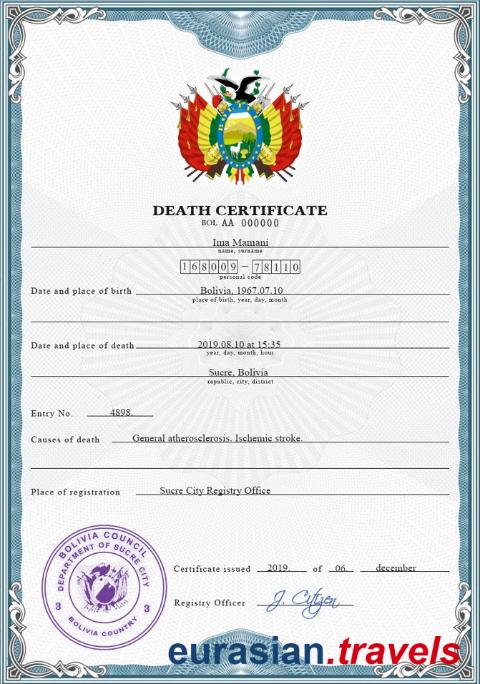 DEATH CERTIFICATE
BOL AA 000000
Ima Mamani
name, surname
168009 – 78110
personal code
Date and place of birth Bolivia, 1967.07.10
place of birth, year, day, month
Date and place of death 2019.08.10 at 15:35
year, day, month, hour
Sucre, Bolivia
republic, city, district
Entry No. 4898.
Causes of death General atherosclerosis. Ischemic stroke.
Place of registration Sucre City Registry Office
BOLIVIA COUNCIL
DEPARTMENT OF SUCRE CITY
3 3
BOLIVIA COUNTRY
Certificate issued 2019. of 06. december
Registry Officer J. Citizen
eurasian.travels